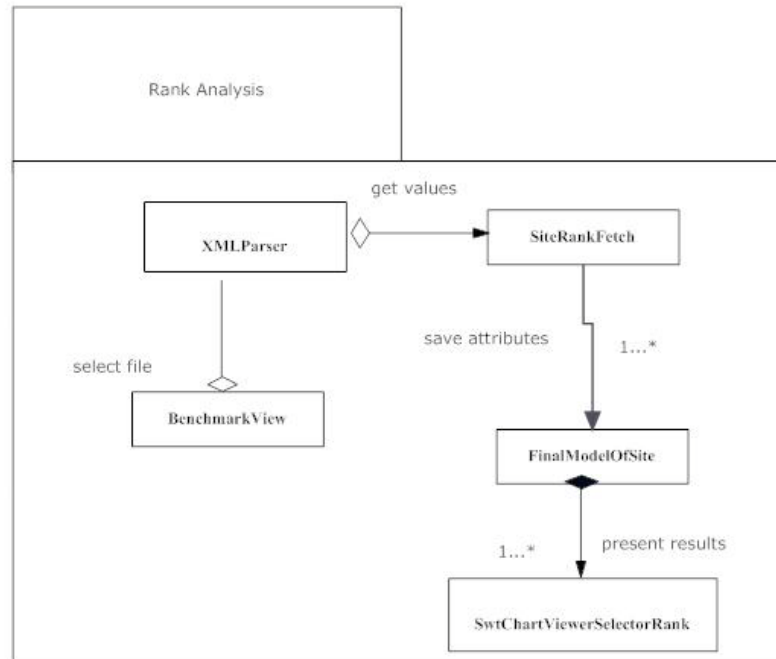 Rank Analysis
get values
XMLParser
SiteRankFetch
save attributes
1...*
select file
BenchmarkView
FinalModelOfSite
1...*
present results
SwtChartViewerSelectorRank